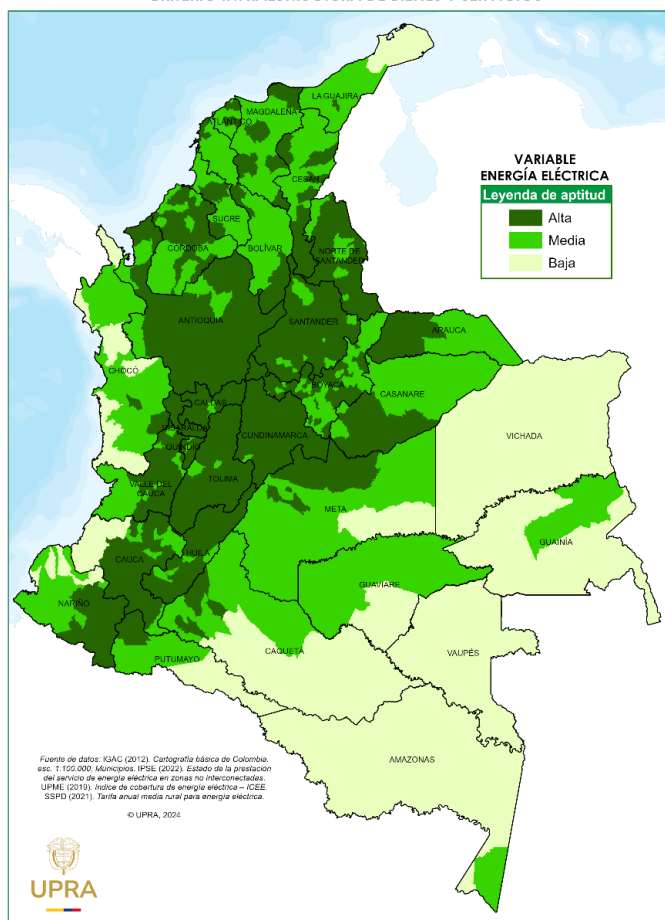 LA GUAJIRA
MAGDALENA
ATLÁNTICO
CESAR
SUCRE
CÓRDOBA
BOLÍVAR
NORTE DE
SANTANDER
ANTIOQUIA
SANTANDER
ARAUCA
CHOCÓ
BOYACÁ
CASANARE
CALDAS
RISARALDA
CUNDINAMARCA
QUINDÍO
VICHADA
TOLIMA
VALLE DEL
CAUCA
META
GUAINÍA
CAUCA
HUILA
GUAVIARE
NARIÑO
CAQUETÁ
VAUPÉS
PUTUMAYO
AMAZONAS
VARIABLE
ENERGÍA ELÉCTRICA
Leyenda de aptitud
Alta
Media
Baja
Fuente de datos: IGAC (2012). Cartografía básica de Colombia.
esc. 1:100.000; Municipios. IPSE (2022). Estado de la prestación
del servicio de energía eléctrica en zonas no interconectadas.
UPME (2019). Índice de cobertura de energía eléctrica – ICEE.
SSPD (2021). Tarifa anual media rural para energía eléctrica.
© UPRA, 2024
UPRA